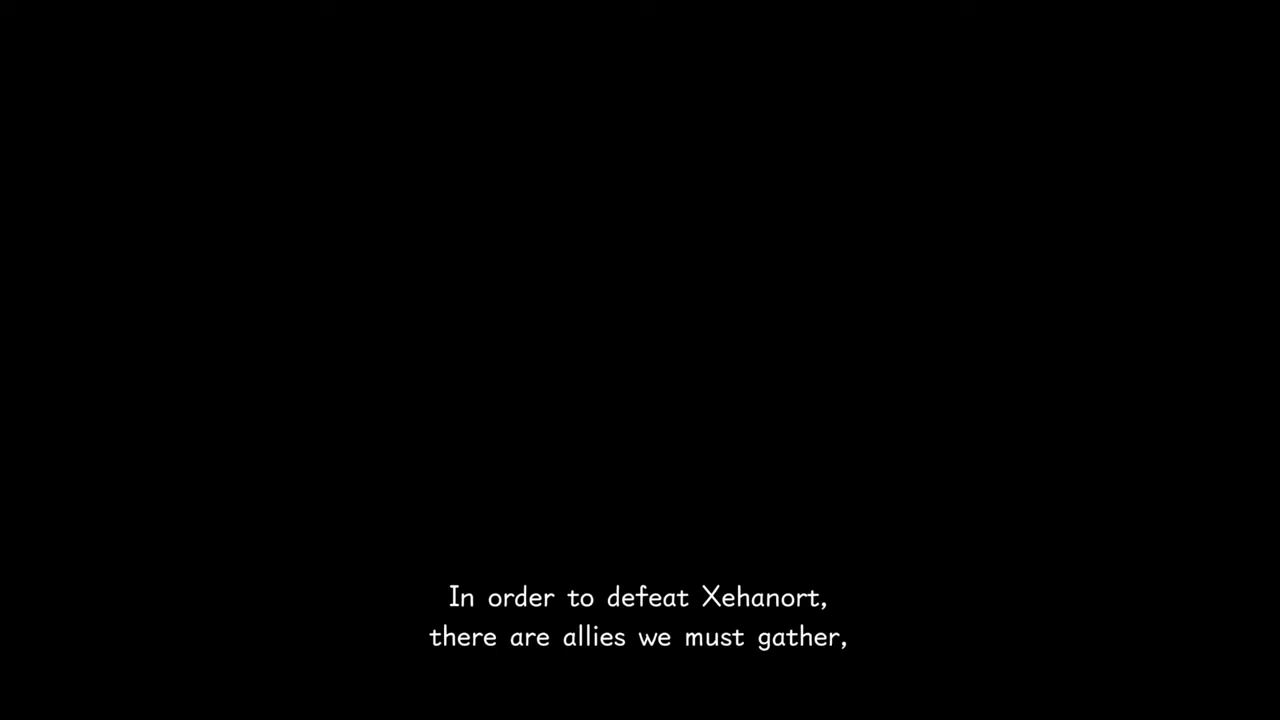 In order to defeat Xehanort,
there are allies we must gather,